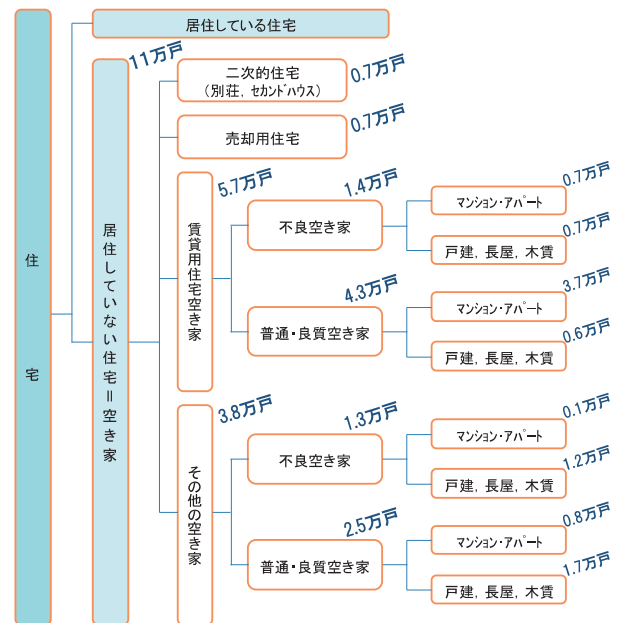 居住している住宅
11万戸
二次的住宅
(別荘, セカンドハウス)
0.7万戸
売却用住宅
0.7万戸
住宅
居住していない住宅＝空き家
5.7万戸
賃貸用住宅空き家
1.4万戸
不良空き家
0.7万戸
マンション・アパート
0.7万戸
戸建, 長屋, 木賃
4.3万戸
普通・良質空き家
3.7万戸
マンション・アパート
0.6万戸
戸建, 長屋, 木賃
3.8万戸
その他の空き家
1.3万戸
不良空き家
0.1万戸
マンション・アパート
1.2万戸
戸建, 長屋, 木賃
2.5万戸
普通・良質空き家
0.8万戸
マンション・アパート
1.7万戸
戸建, 長屋, 木賃